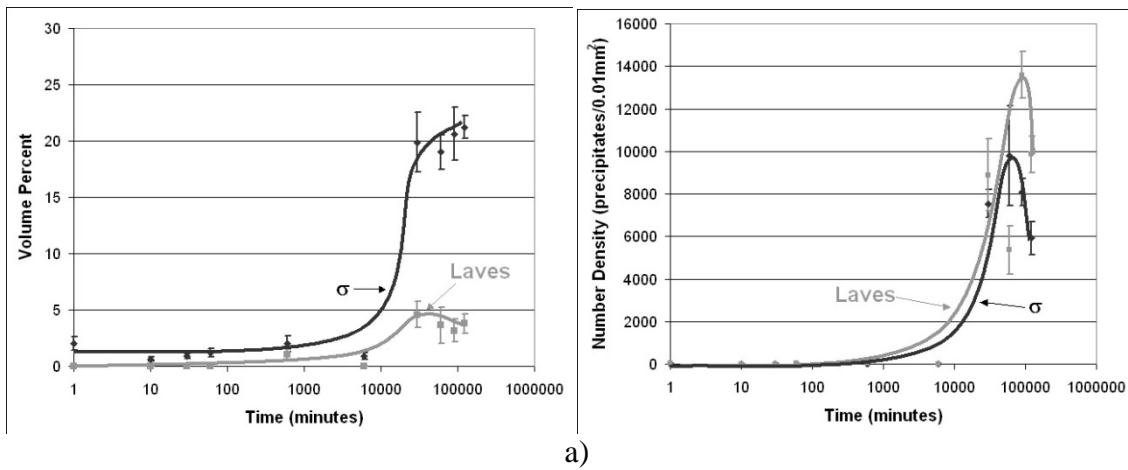 Volume Percent
30
25
20
15
10
5
0
σ
Laves
1 10 100 1000 10000 100000 1000000
Time (minutes)
Number Density (precipitates/0.01mm²)
16000
14000
12000
10000
8000
6000
4000
2000
0
Laves
σ
1 10 100 1000 10000 100000 1000000
Time (minutes)
a)